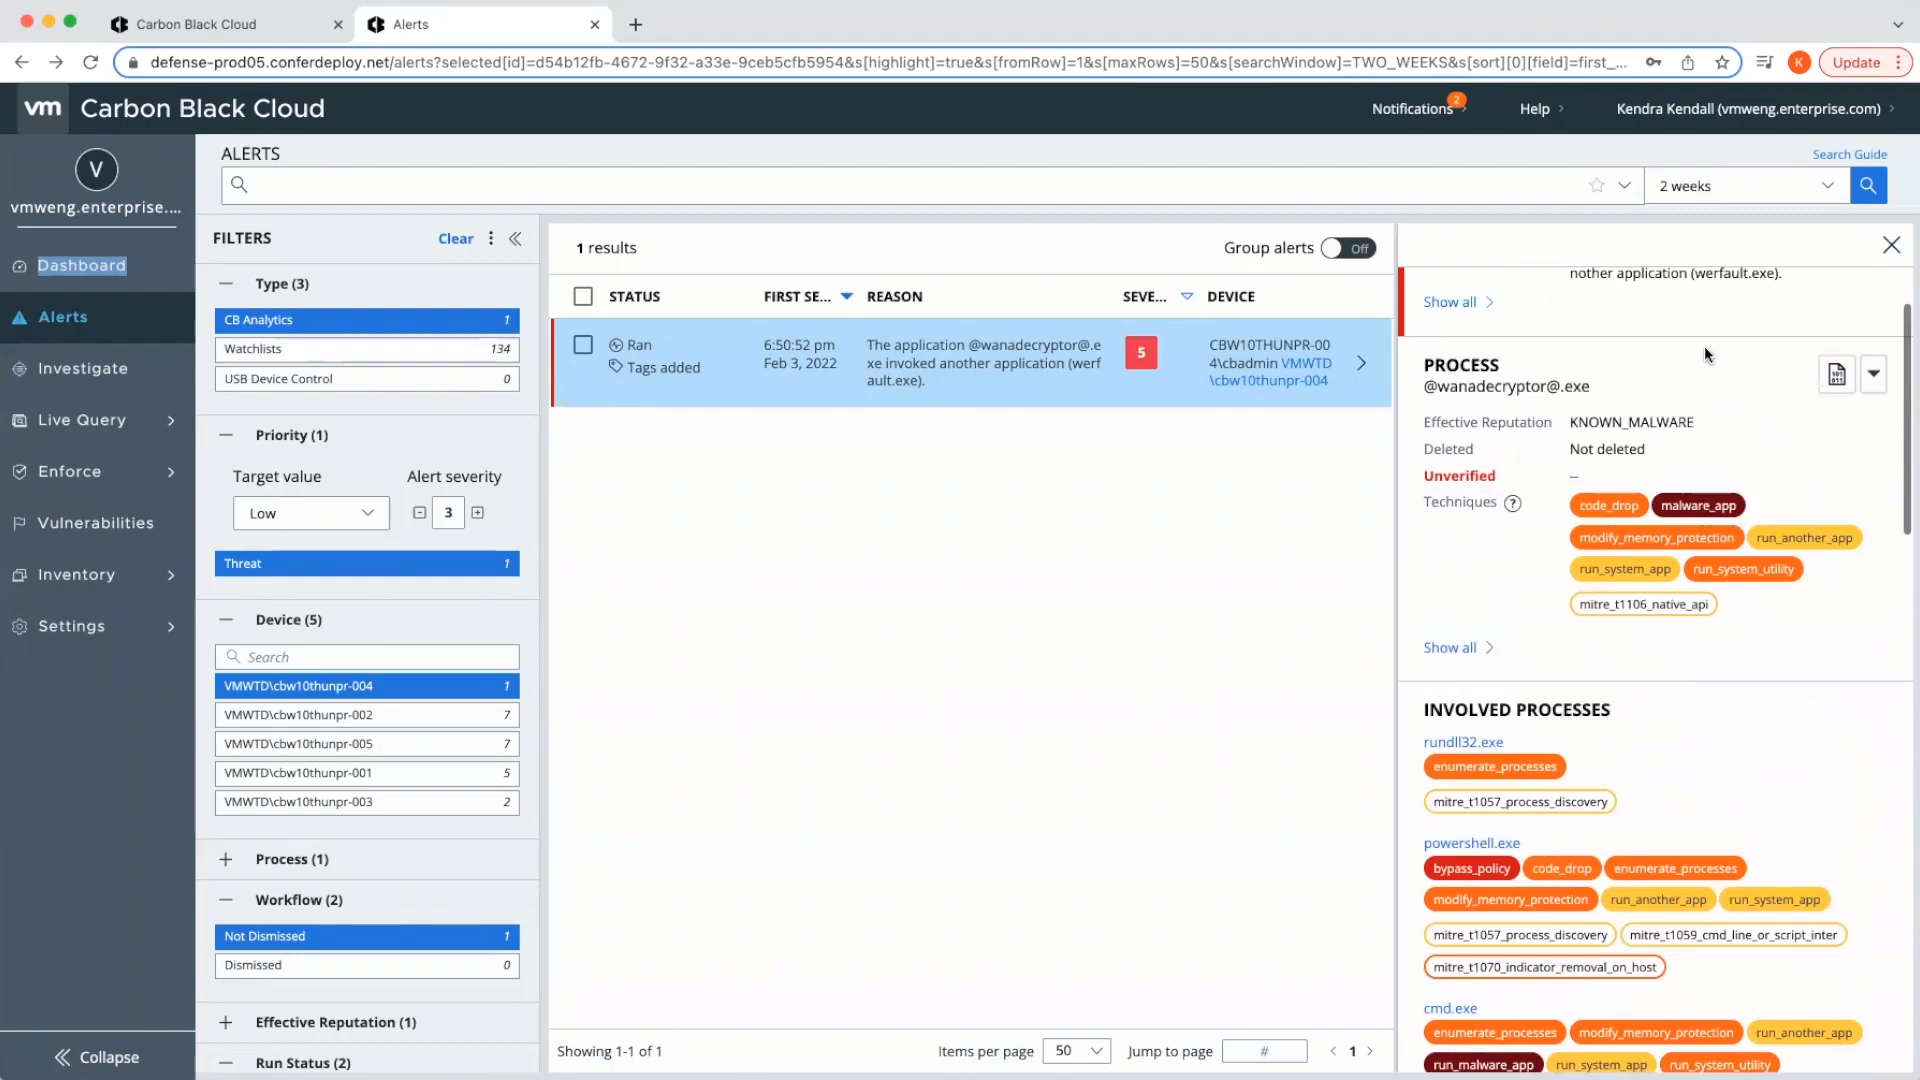 Carbon Black Cloud
Alerts
defense-prod05.conferdeploy.net/alerts?selected[id]=d54b12fb-4672-9f32-a33e-9ceb5cfb5954&s[highlight]=true&s[fromRow]=1&s[maxRows]=50&s[searchWindow]=TWO_WEEKS&s[sort][0][field]=first_...
K
Update
vm Carbon Black Cloud
Notifications 2
Help
Kendra Kendall (vmweng.enterprise.com)
V
vmweng.enterprise....
Dashboard
Alerts
Investigate
Live Query
Enforce
Vulnerabilities
Inventory
Settings
Collapse
ALERTS
Search Guide
2 weeks
FILTERS
Clear
Type (3)
CB Analytics 1
Watchlists 134
USB Device Control 0
Priority (1)
Target value Alert severity
Low 3
Threat 1
Device (5)
Search
VMWTD\cbw10thunpr-004 1
VMWTD\cbw10thunpr-002 7
VMWTD\cbw10thunpr-005 7
VMWTD\cbw10thunpr-001 5
VMWTD\cbw10thunpr-003 2
Process (1)
Workflow (2)
Not Dismissed 1
Dismissed 0
Effective Reputation (1)
Run Status (2)
1 results
Group alerts Off
STATUS FIRST SE... REASON SEVE... DEVICE
Ran
Tags added
6:50:52 pm
Feb 3, 2022
The application @wanadecryptor@.e
xe invoked another application (werf
ault.exe).
5
CBW10THUNPR-00
4\cbadmin VMWTD
\cbw10thunpr-004
Showing 1-1 of 1
Items per page 50
Jump to page #
1
nother application (werfault.exe).
Show all
PROCESS
@wanadecryptor@.exe
Effective Reputation KNOWN_MALWARE
Deleted Not deleted
Unverified --
Techniques ?
code_drop malware_app
modify_memory_protection run_another_app
run_system_app run_system_utility
mitre_t1106_native_api
Show all
INVOLVED PROCESSES
rundll32.exe
enumerate_processes
mitre_t1057_process_discovery
powershell.exe
bypass_policy code_drop enumerate_processes
modify_memory_protection run_another_app run_system_app
mitre_t1057_process_discovery mitre_t1059_cmd_line_or_script_inter
mitre_t1070_indicator_removal_on_host
cmd.exe
enumerate_processes modify_memory_protection run_another_app
run_malware_app run_system_app run_system_utility